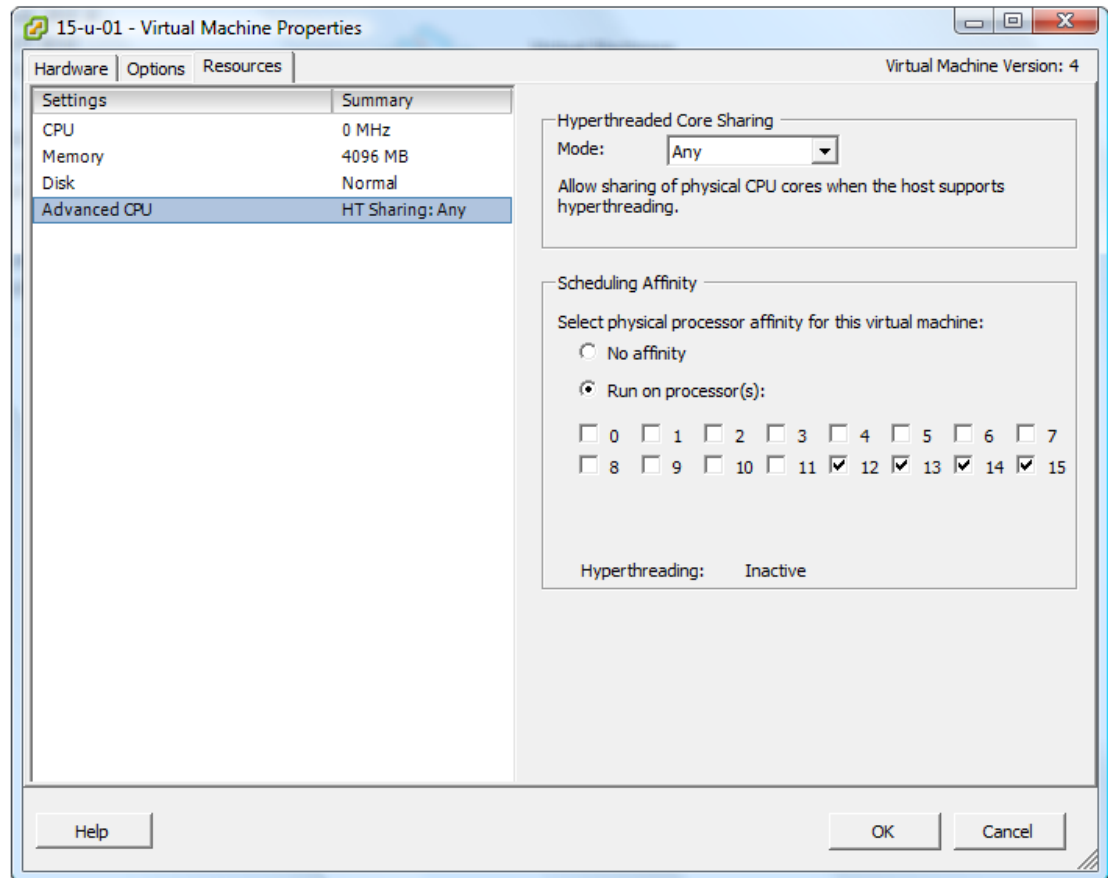 15-u-01 - Virtual Machine Properties
Hardware Options Resources Virtual Machine Version: 4
Settings Summary
CPU 0 MHz
Memory 4096 MB
Disk Normal
Advanced CPU HT Sharing: Any
Hyperthreaded Core Sharing
Mode: Any
Allow sharing of physical CPU cores when the host supports
hyperthreading.
Scheduling Affinity
Select physical processor affinity for this virtual machine:
No affinity
Run on processor(s):
0 1 2 3 4 5 6 7
8 9 10 11 12 13 14 15
Hyperthreading: Inactive
Help OK Cancel